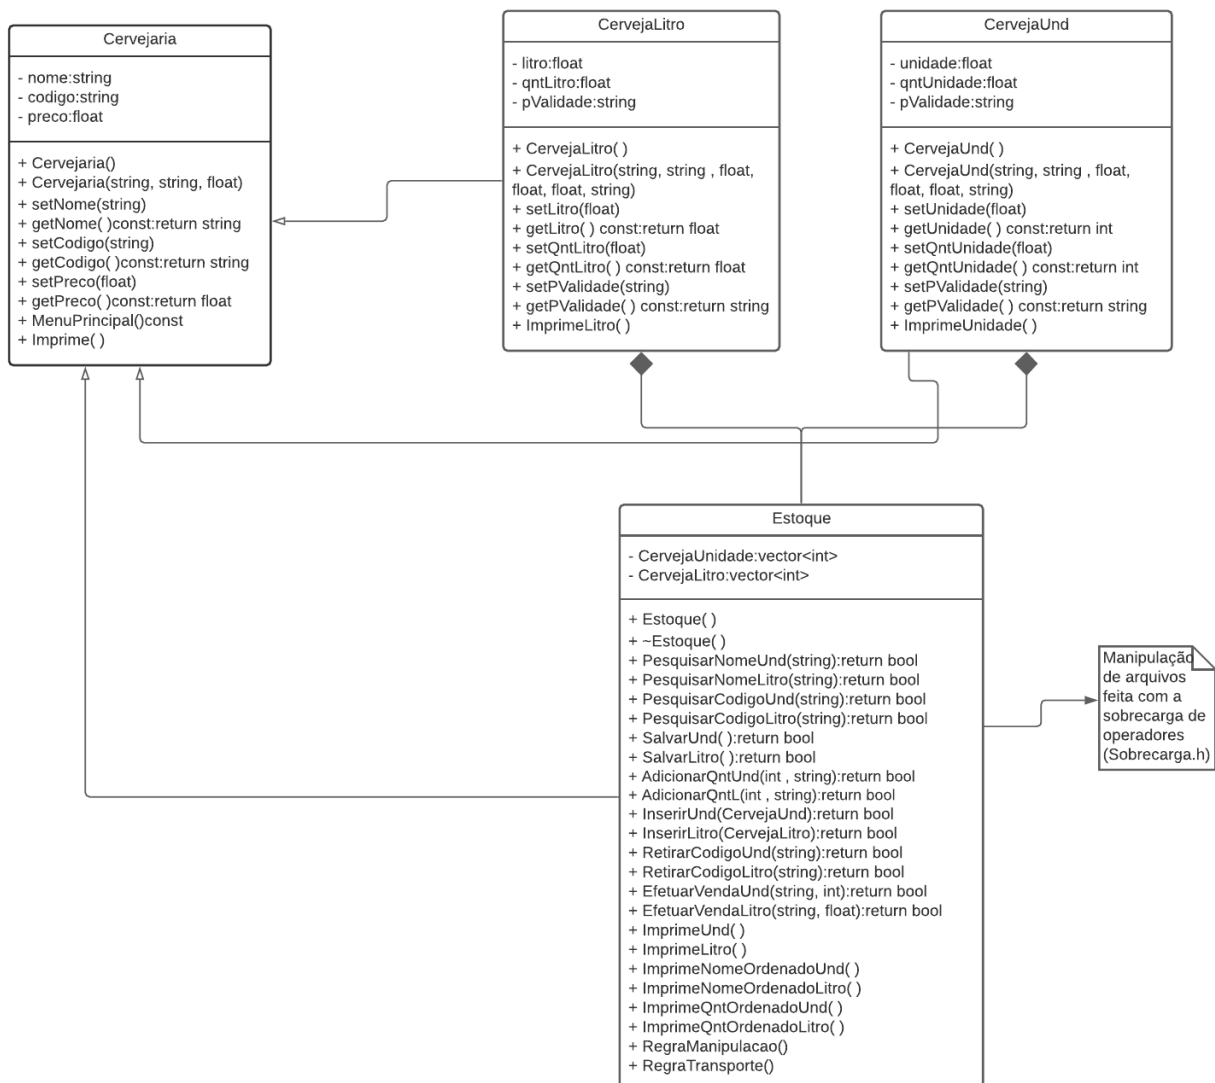 Cervejaria
- nome:string
- codigo:string
- preco:float
+ Cervejaria()
+ Cervejaria(string, string, float)
+ setNome(string)
+ getNome( )const:return string
+ setCodigo(string)
+ getCodigo( )const:return string
+ setPreco(float)
+ getPreco( )const:return float
+ MenuPrincipal()const
+ Imprime( )
CervejaLitro
- litro:float
- qntLitro:float
- pValidade:string
+ CervejaLitro( )
+ CervejaLitro(string, string , float,
float, float, string)
+ setLitro(float)
+ getLitro( ) const:return float
+ setQntLitro(float)
+ getQntLitro( ) const:return float
+ setPValidade(string)
+ getPValidade( ) const:return string
+ ImprimeLitro( )
CervejaUnd
- unidade:float
- qntUnidade:float
- pValidade:string
+ CervejaUnd( )
+ CervejaUnd(string, string , float,
float, float, string)
+ setUnidade(float)
+ getUnidade( ) const:return int
+ setQntUnidade(float)
+ getQntUnidade( ) const:return int
+ setPValidade(string)
+ getPValidade( ) const:return string
+ ImprimeUnidade( )
Estoque
- CervejaUnidade:vector<int>
- CervejaLitro:vector<int>
+ Estoque( )
+ ~Estoque( )
+ PesquisarNomeUnd(string):return bool
+ PesquisarNomeLitro(string):return bool
+ PesquisarCodigoUnd(string):return bool
+ PesquisarCodigoLitro(string):return bool
+ SalvarUnd( ):return bool
+ SalvarLitro( ):return bool
+ AdicionarQntUnd(int , string):return bool
+ AdicionarQntL(int , string):return bool
+ InserirUnd(CervejaUnd):return bool
+ InserirLitro(CervejaLitro):return bool
+ RetirarCodigoUnd(string):return bool
+ RetirarCodigoLitro(string):return bool
+ EfetuarVendaUnd(string, int):return bool
+ EfetuarVendaLitro(string, float):return bool
+ ImprimeUnd( )
+ ImprimeLitro( )
+ ImprimeNomeOrdenadoUnd( )
+ ImprimeNomeOrdenadoLitro( )
+ ImprimeQntOrdenadoUnd( )
+ ImprimeQntOrdenadoLitro( )
+ RegraManipulacao()
+ RegraTransporte()
Manipulação
de arquivos
feita com a
sobrecarga de
operadores
(Sobrecarga.h)